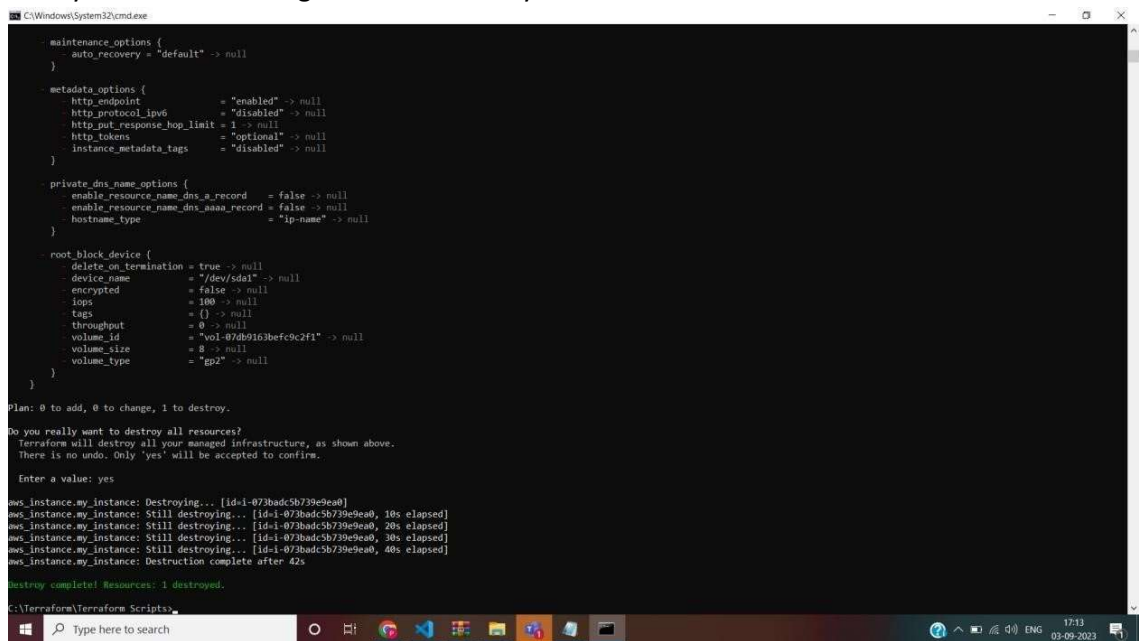 C:\Windows\System32\cmd.exe
- maintenance_options {
- auto_recovery = "default" -> null
}
- metadata_options {
- http_endpoint = "enabled" -> null
- http_protocol_ipv6 = "disabled" -> null
- http_put_response_hop_limit = 1 -> null
- http_tokens = "optional" -> null
- instance_metadata_tags = "disabled" -> null
}
- private_dns_name_options {
- enable_resource_name_dns_a_record = false -> null
- enable_resource_name_dns_aaaa_record = false -> null
- hostname_type = "ip-name" -> null
}
- root_block_device {
- delete_on_termination = true -> null
- device_name = "/dev/sda1" -> null
- encrypted = false -> null
- iops = 100 -> null
- tags = {} -> null
- throughput = 0 -> null
- volume_id = "vol-07db9163befc9c2f1" -> null
- volume_size = 8 -> null
- volume_type = "gp2" -> null
}
}
Plan: 0 to add, 0 to change, 1 to destroy.
Do you really want to destroy all resources?
Terraform will destroy all your managed infrastructure, as shown above.
There is no undo. Only 'yes' will be accepted to confirm.
Enter a value: yes
aws_instance.my_instance: Destroying... [id=i-073badc5b739e9ea0]
aws_instance.my_instance: Still destroying... [id=i-073badc5b739e9ea0, 10s elapsed]
aws_instance.my_instance: Still destroying... [id=i-073badc5b739e9ea0, 20s elapsed]
aws_instance.my_instance: Still destroying... [id=i-073badc5b739e9ea0, 30s elapsed]
aws_instance.my_instance: Still destroying... [id=i-073badc5b739e9ea0, 40s elapsed]
aws_instance.my_instance: Destruction complete after 42s
Destroy complete! Resources: 1 destroyed.
C:\Terraform\Terraform Scripts>
Type here to search
ENG
17:13
03-09-2023